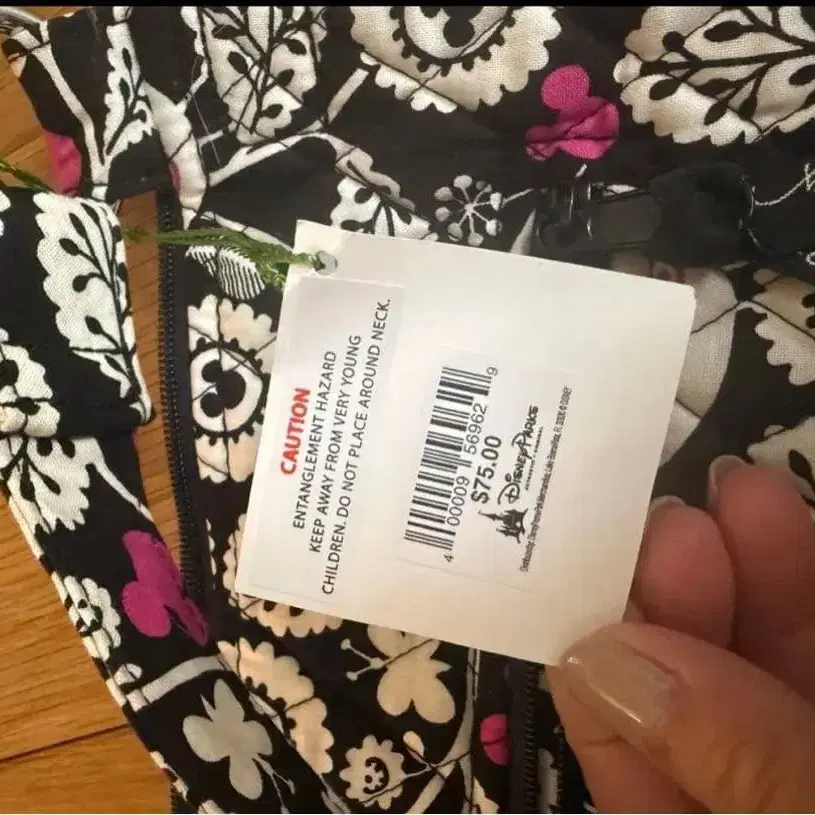 CAUTION
ENTANGLEMENT HAZARD
KEEP AWAY FROM VERY YOUNG
CHILDREN. DO NOT PLACE AROUND NECK.
4 00009 56962 9
$75.00
Disney PARKS